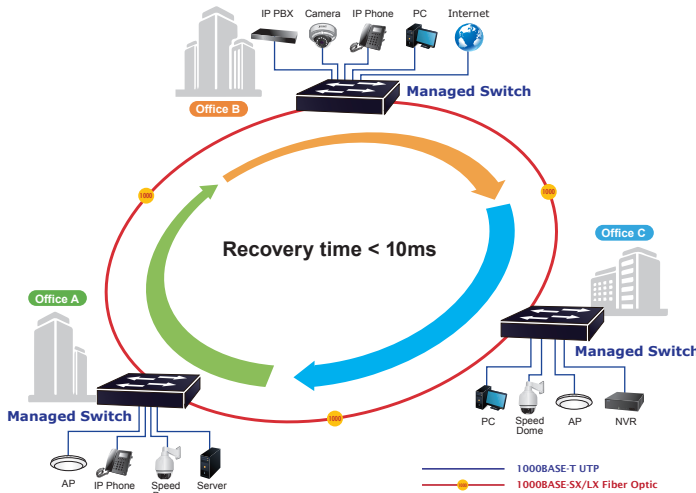 IP PBX
Camera
IP Phone
PC
Internet
Managed Switch
Office B
1000
1000
Recovery time < 10ms
Office C
Office A
Managed Switch
Managed Switch
PC
Speed
Dome
AP
NVR
1000
AP
IP Phone
Speed
Server
1000BASE-T UTP
1000BASE-SX/LX Fiber Optic